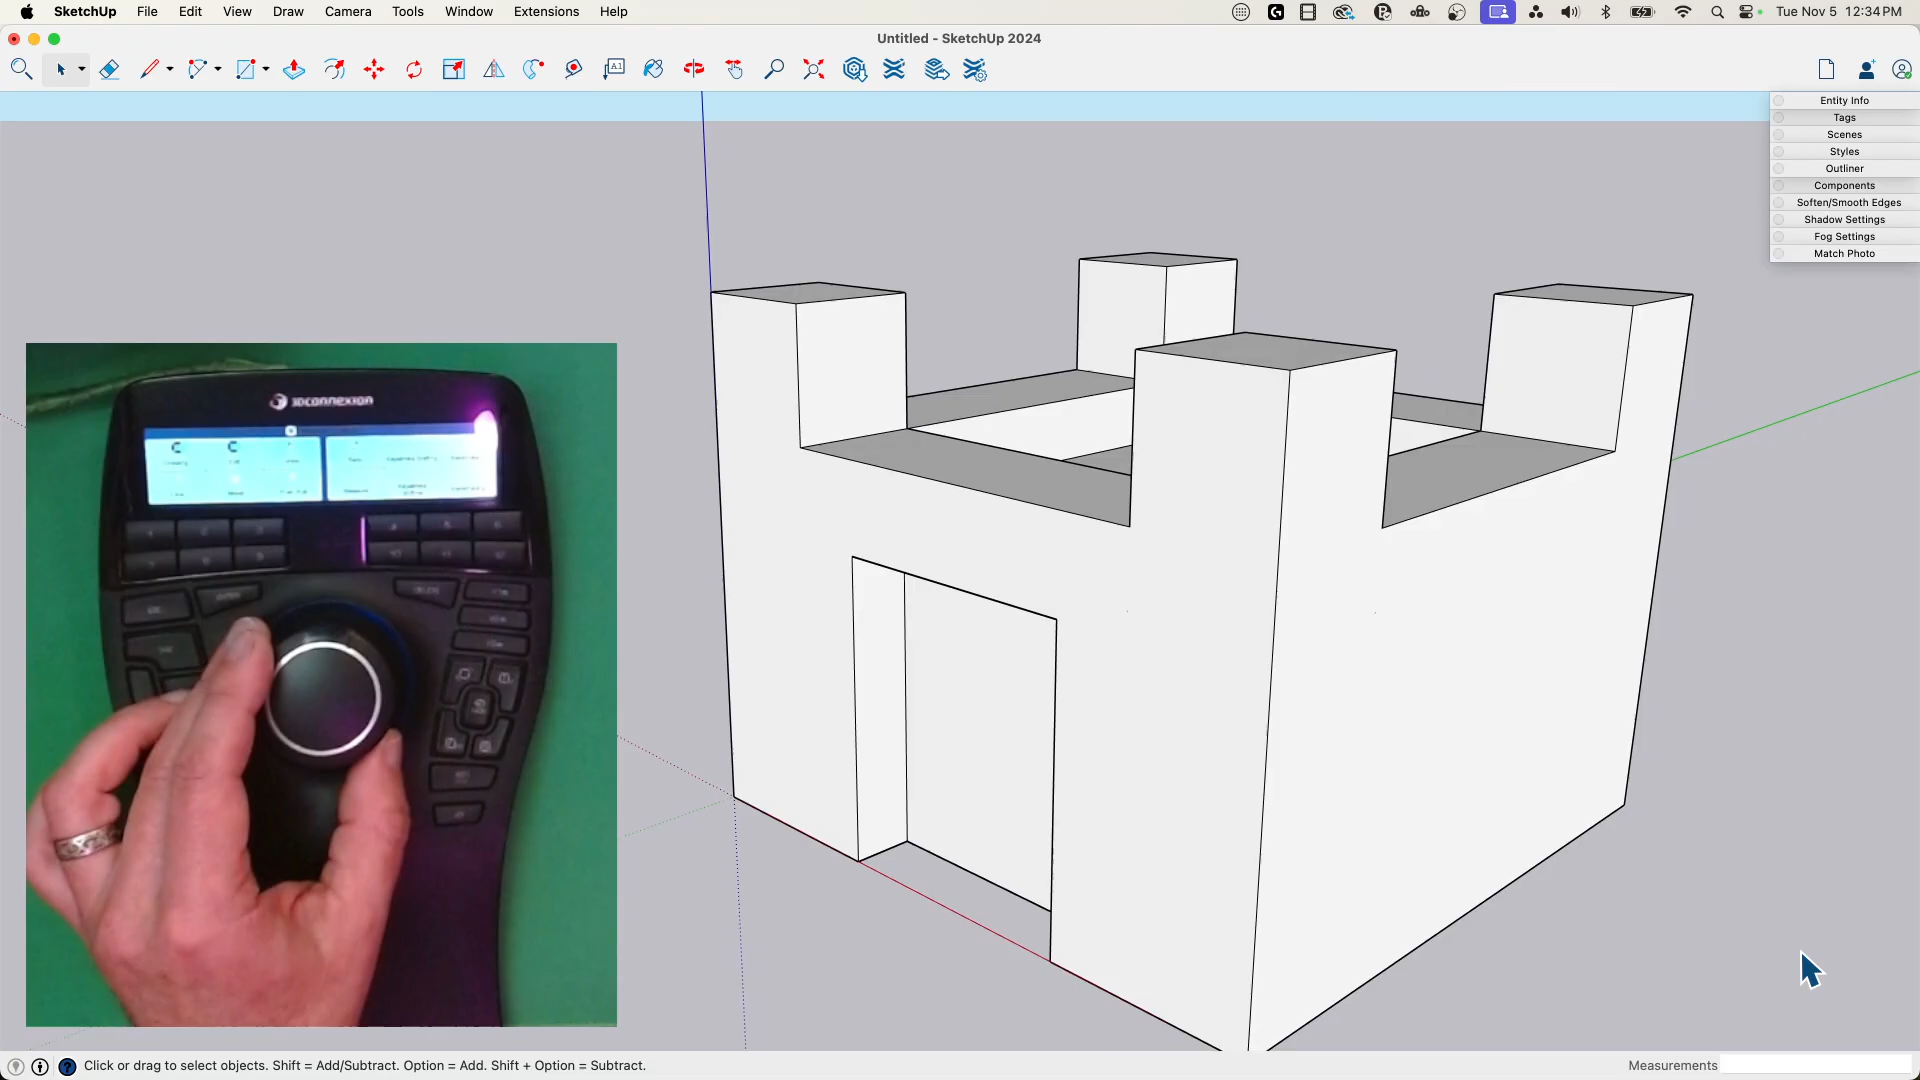 SketchUp File Edit View Draw Camera Tools Window Extensions Help
Tue Nov 5 12:34 PM
Untitled - SketchUp 2024
A1
Entity Info
Tags
Scenes
Styles
Outliner
Components
Soften/Smooth Edges
Shadow Settings
Fog Settings
Match Photo
3DCONNEXION
Click or drag to select objects. Shift = Add/Subtract. Option = Add. Shift + Option = Subtract.
Measurements